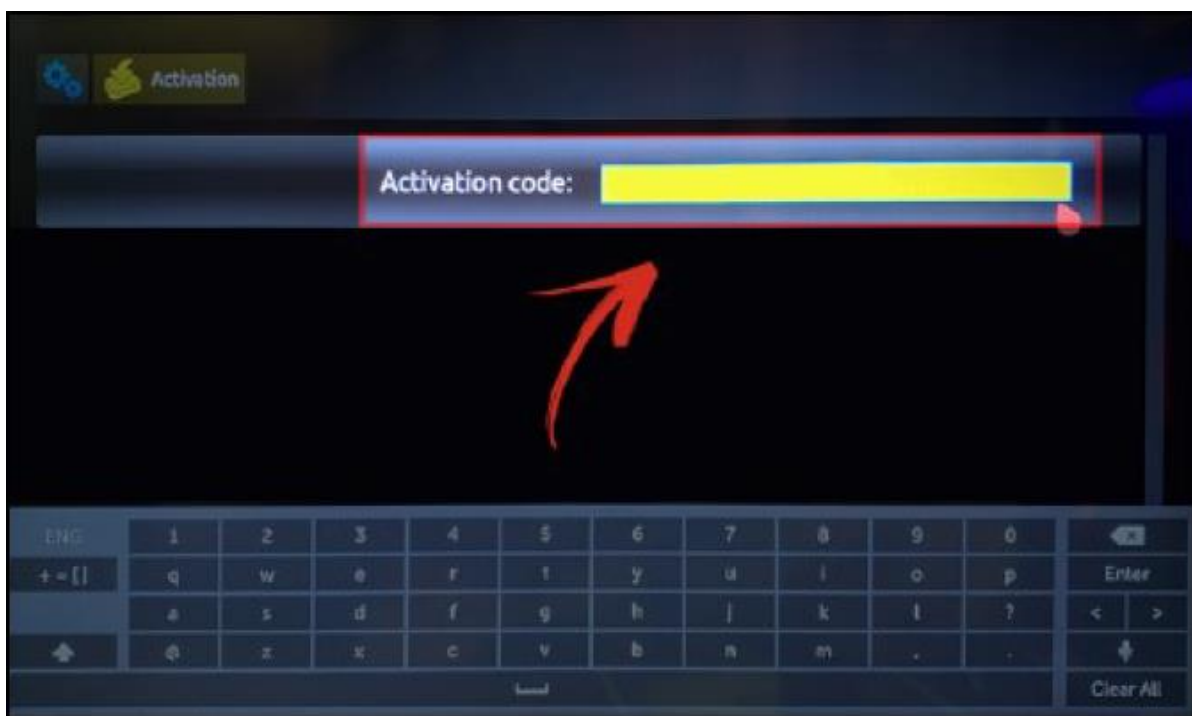 Activation
Activation code:
ENG 1 2 3 4 5 6 7 8 9 0
+ = [] q w e r t y u i o p Enter
a s d f g h j k l ? < >
@ z x c v b n m . .
Clear All